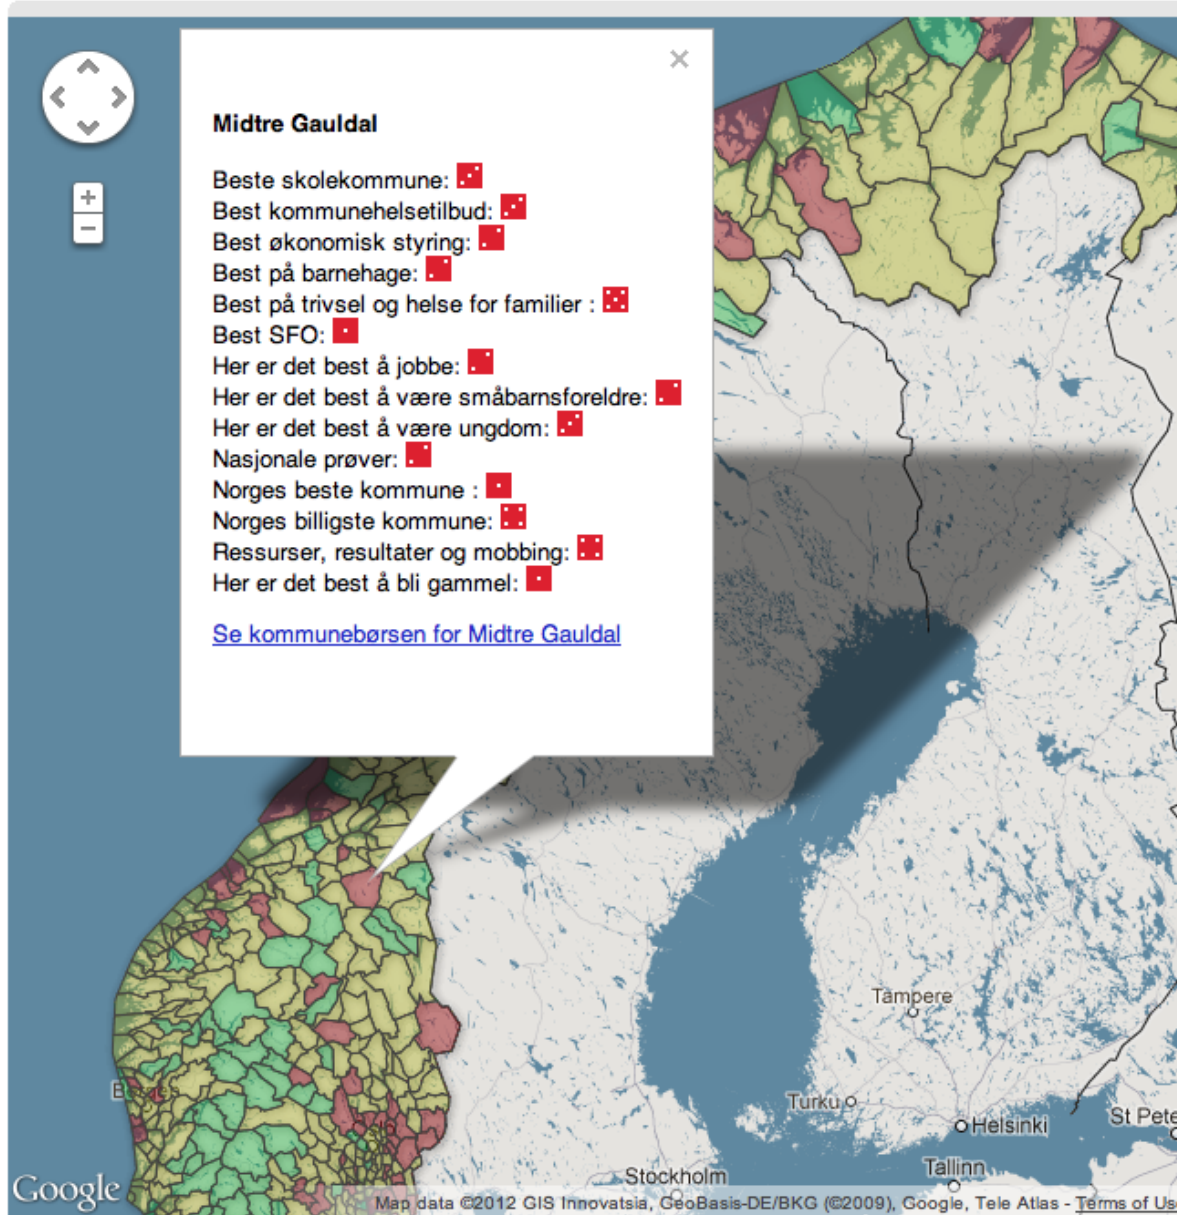 ×
Midtre Gauldal
Beste skolekommune:
Best kommunehelsetilbud:
Best økonomisk styring:
Best på barnehage:
Best på trivsel og helse for familier :
Best SFO:
Her er det best å jobbe:
Her er det best å være småbarnsforeldre:
Her er det best å være ungdom:
Nasjonale prøver:
Norges beste kommune :
Norges billigste kommune:
Ressurser, resultater og mobbing:
Her er det best å bli gammel:
Se kommunebørsen for Midtre Gauldal
+
−
Tampere
Bergen
Turku
Helsinki
St Pete
Tallinn
Stockholm
Google
Map data ©2012 GIS Innovatsia, GeoBasis-DE/BKG (©2009), Google, Tele Atlas - Terms of Use